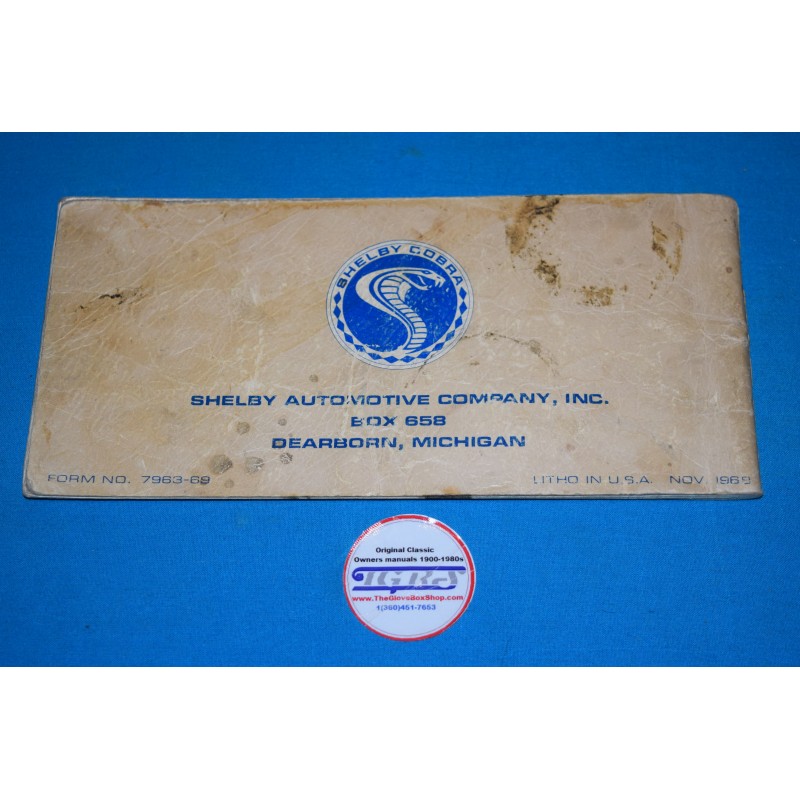 SHELBY COBRA
SHELBY AUTOMOTIVE COMPANY, INC.
BOX 658
DEARBORN, MICHIGAN
FORM NO. 7963-69
LITHO IN U.S.A. NOV.
Original Classic
Owners manuals 1900-1980s
TGBS
www.TheGloveBoxShop.com
1(360)451-7653